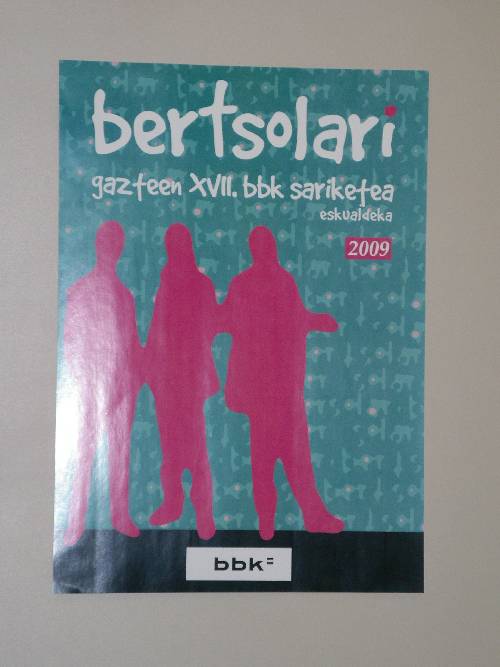 bertsolari
gazteen XVII. bbk sariketea
eskualdeka
2009
bbk=